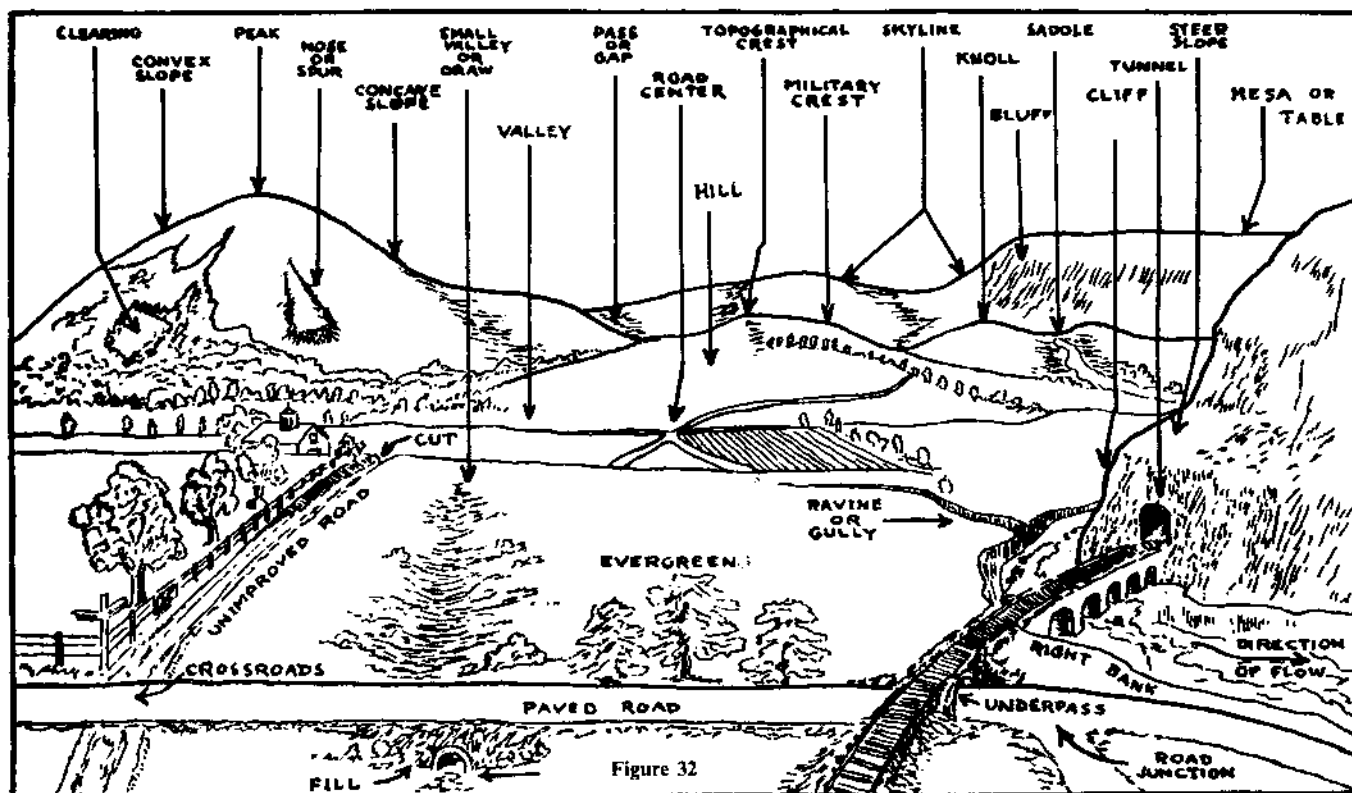 CLEARING
CONVEX
SLOPE
PEAK
NOSE
OR
SPUR
CONCAVE
SLOPE
SMALL
VALLEY
OR
DRAW
VALLEY
PASS
OR
GAP
ROAD
CENTER
HILL
TOPOGRAPHICAL
CREST
MILITARY
CREST
SKYLINE
KNOLL
BLUFF
SADDLE
CLIFF
TUNNEL
STEEP
SLOPE
MESA OR
TABLE
CUT
UNIMPROVED ROAD
RAVINE
OR
GULLY
EVERGREEN
CROSSROADS
PAVED ROAD
RIGHT BANK
DIRECTION
OF FLOW
UNDERPASS
ROAD
JUNCTION
FILL
Figure 32